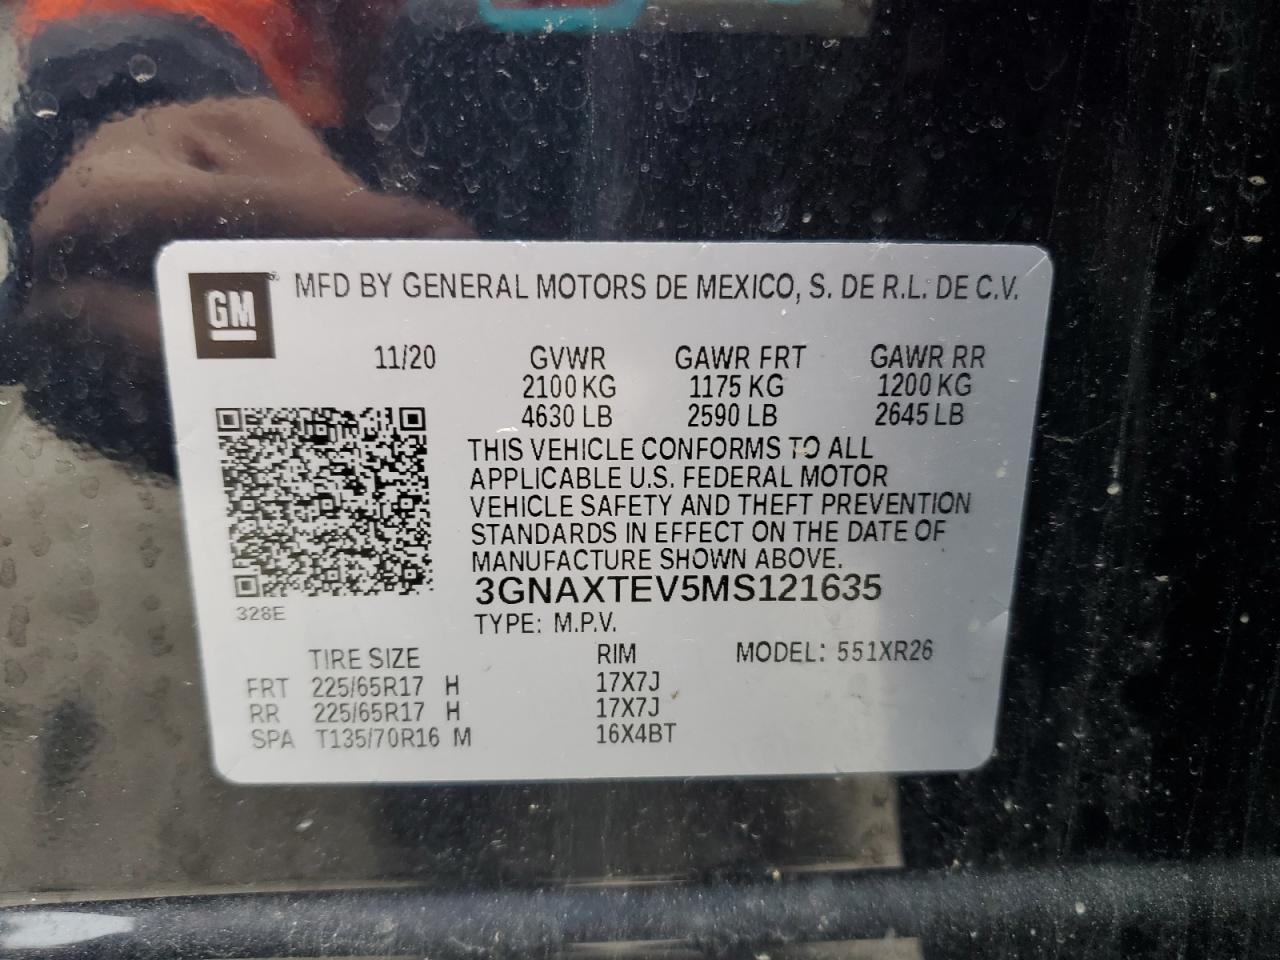 GM ® MFD BY GENERAL MOTORS DE MEXICO, S. DE R.L. DE C.V.
11/20 GVWR GAWR FRT GAWR RR
2100 KG 1175 KG 1200 KG
4630 LB 2590 LB 2645 LB
THIS VEHICLE CONFORMS TO ALL
APPLICABLE U.S. FEDERAL MOTOR
VEHICLE SAFETY AND THEFT PREVENTION
STANDARDS IN EFFECT ON THE DATE OF
MANUFACTURE SHOWN ABOVE.
3GNAXTEV5MS121635
328E
TYPE: M.P.V.
TIRE SIZE RIM MODEL: 551XR26
FRT 225/65R17 H 17X7J
RR 225/65R17 H 17X7J
SPA T135/70R16 M 16X4BT